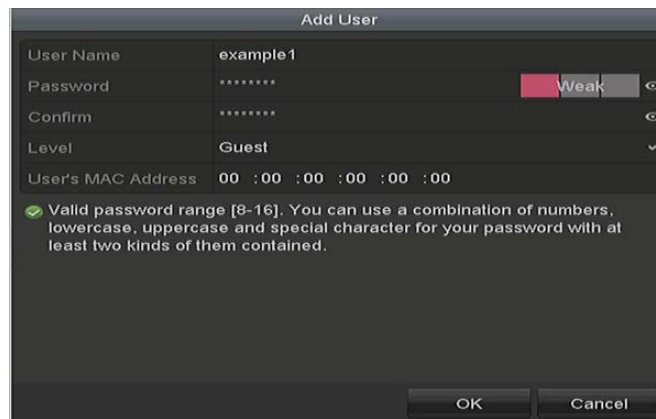 Add User
User Name example1
Password ******** Weak
Confirm ********
Level Guest
User's MAC Address 00 :00 :00 :00 :00 :00
Valid password range [8-16]. You can use a combination of numbers,
lowercase, uppercase and special character for your password with at
least two kinds of them contained.
OK Cancel